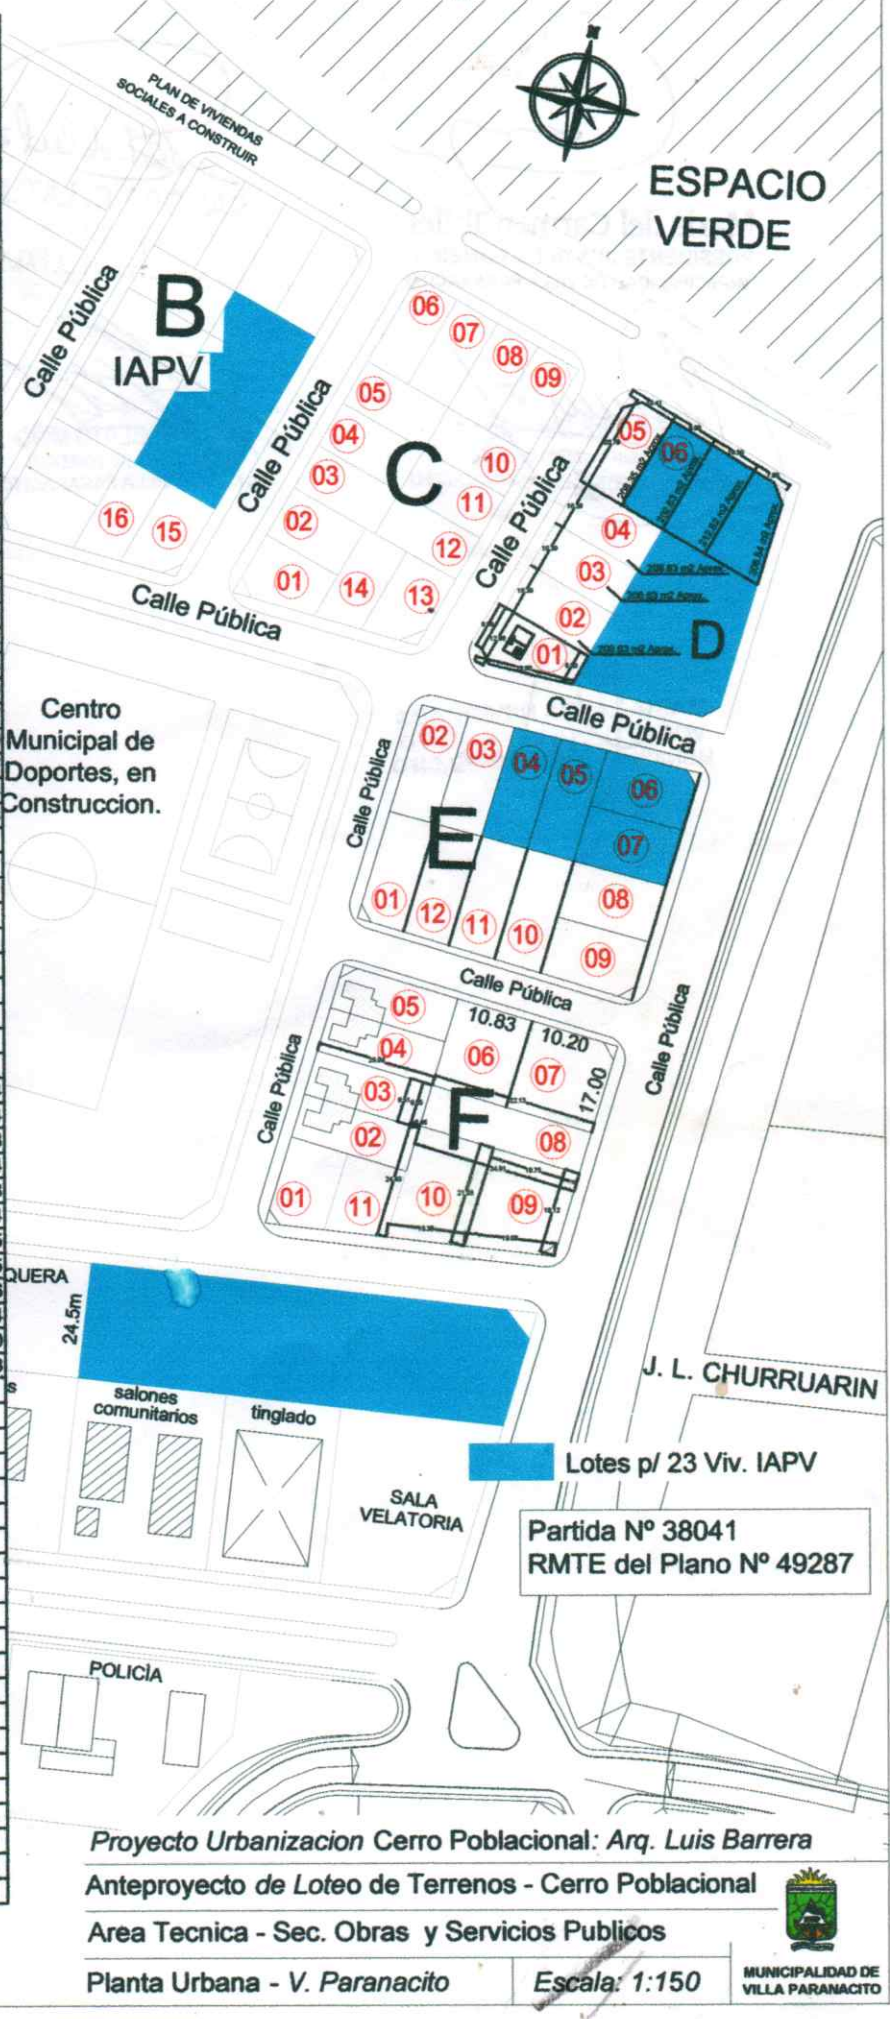 PLAN DE VIVIENDAS
SOCIALES A CONSTRUIR
N
ESPACIO
VERDE
Calle Pública
B
IAPV
16
15
Calle Pública
Calle Pública
06
07
08
09
05
04
03
02
01
C
10
11
12
13
14
Calle Pública
05
06
04
03
02
01
D
208.83 m2 Aprox.
Calle Pública
Centro
Municipal de
Doportes, en
Construccion.
Calle Pública
02
03
04
05
06
07
E
08
09
01
12
11
10
Calle Pública
Calle Pública
Calle Pública
05
04
06
07
10.83
10.20
17.00
03
02
F
08
01
11
10
09
QUERA
24.5m
s
salones
comunitarios
tinglado
SALA
VELATORIA
J. L. CHURRUARIN
Lotes p/ 23 Viv. IAPV
Partida Nº 38041
RMTE del Plano Nº 49287
POLICÌA
Proyecto Urbanizacion Cerro Poblacional: Arq. Luis Barrera
Anteproyecto de Loteo de Terrenos - Cerro Poblacional
Area Tecnica - Sec. Obras y Servicios Publicos
Planta Urbana - V. Paranacito
Escala: 1:150
MUNICIPALIDAD DE
VILLA PARANACITO